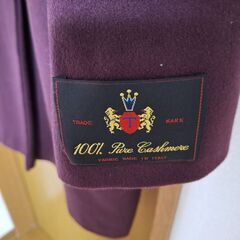 TRADE MARK
T
100% Pure Cashmere
FABRIC MADE IN ITALY